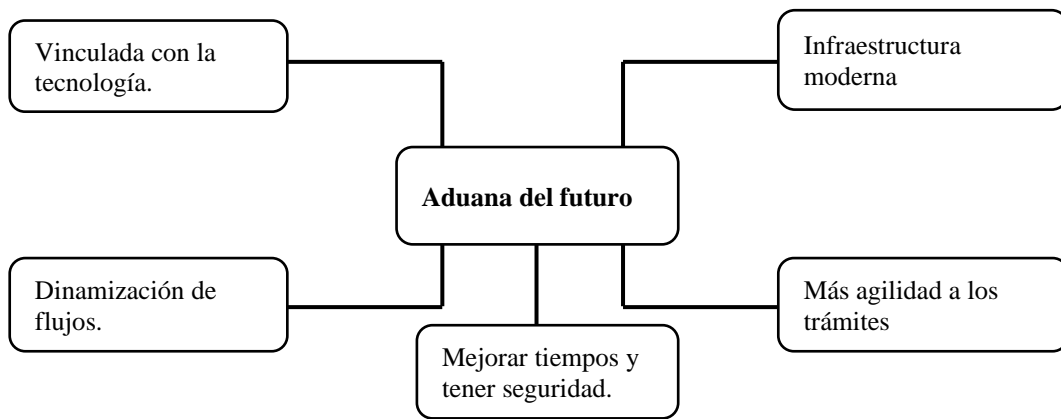 Vinculada con la
tecnología.
Infraestructura
moderna
Aduana del futuro
Dinamización de
flujos.
Más agilidad a los
trámites
Mejorar tiempos y
tener seguridad.